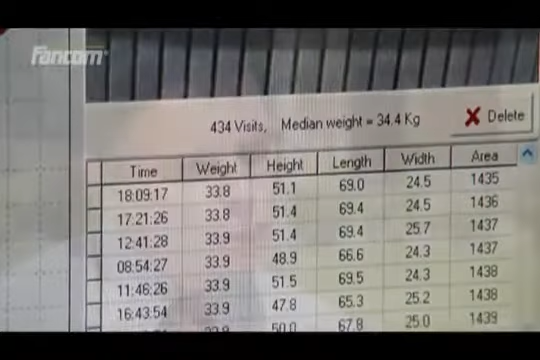 Fancom
434 Visits, Median weight = 34.4 Kg
Delete
Time Weight Height Length Width Area
18:09:17 33.8 51.1 69.0 24.5 1435
17:21:26 33.8 51.4 69.4 24.5 1436
12:41:28 33.9 51.4 69.4 25.7 1437
08:54:27 33.9 48.9 66.6 24.3 1437
11:46:26 33.9 51.5 69.5 24.3 1438
16:43:54 33.9 47.8 65.3 25.2 1438
33.9 50.0 67.8 25.0 1439